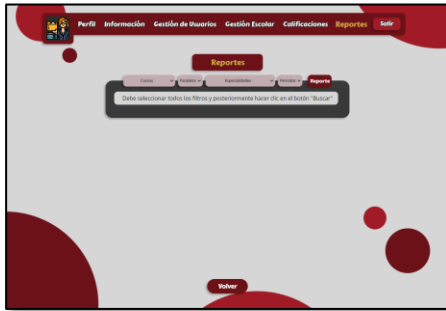 Perfil Información Gestión de Usuarios Gestión Escolar Calificaciones Reportes Salir
Reportes
Cursos Paralelos Especialidades Periodos Reporte
Debe seleccionar todos los filtros y posteriormente hacer clic en el botón "Buscar"
Volver